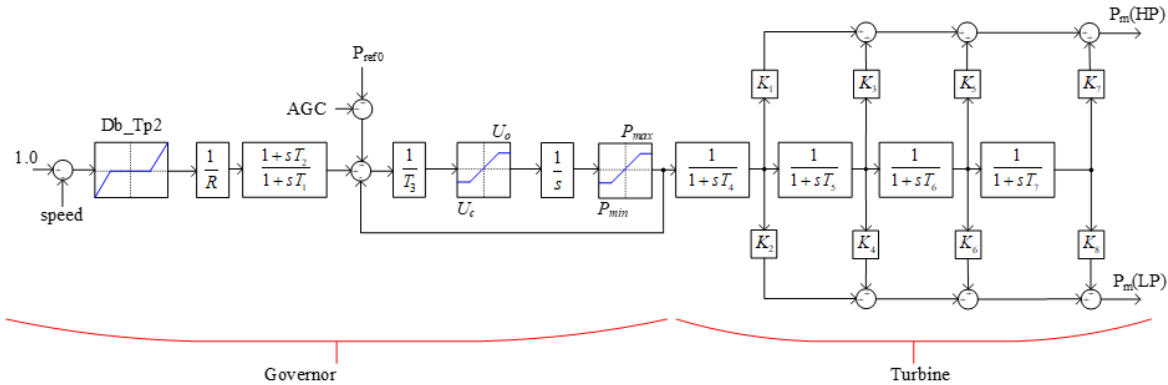 P_ref0
AGC
Db_Tp2
1.0
speed
1/R
(1+sT_2)/(1+sT_1)
1/T_3
U_o
U_c
1/s
P_max
P_min
1/(1+sT_4)
1/(1+sT_5)
1/(1+sT_6)
1/(1+sT_7)
K_1
K_3
K_5
K_7
K_2
K_4
K_6
K_8
P_m(HP)
P_m(LP)
Governor
Turbine